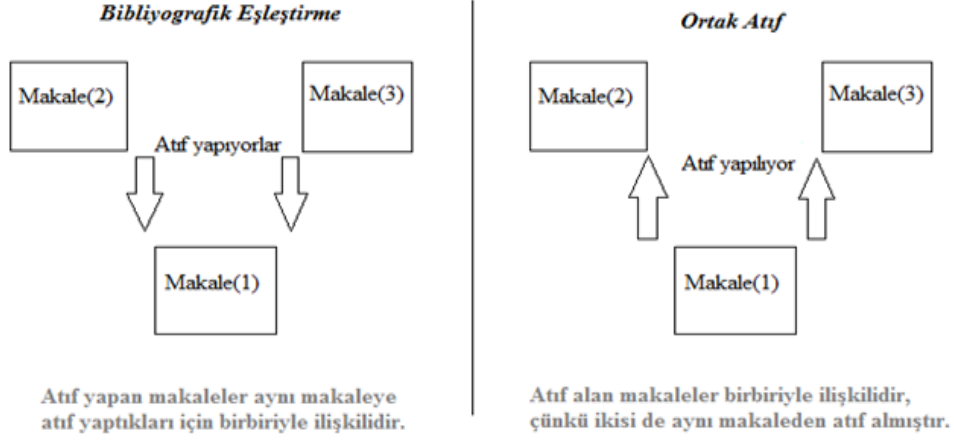 Bibliyografik Eşleştirme
Makale(2)
Makale(3)
Atıf yapıyorlar
Makale(1)
Atıf yapan makaleler aynı makaleye
atıf yaptıkları için birbiriyle ilişkilidir.
Ortak Atıf
Makale(2)
Makale(3)
Atıf yapılıyor
Makale(1)
Atıf alan makaleler birbiriyle ilişkilidir,
çünkü ikisi de aynı makaleden atıf almıştır.